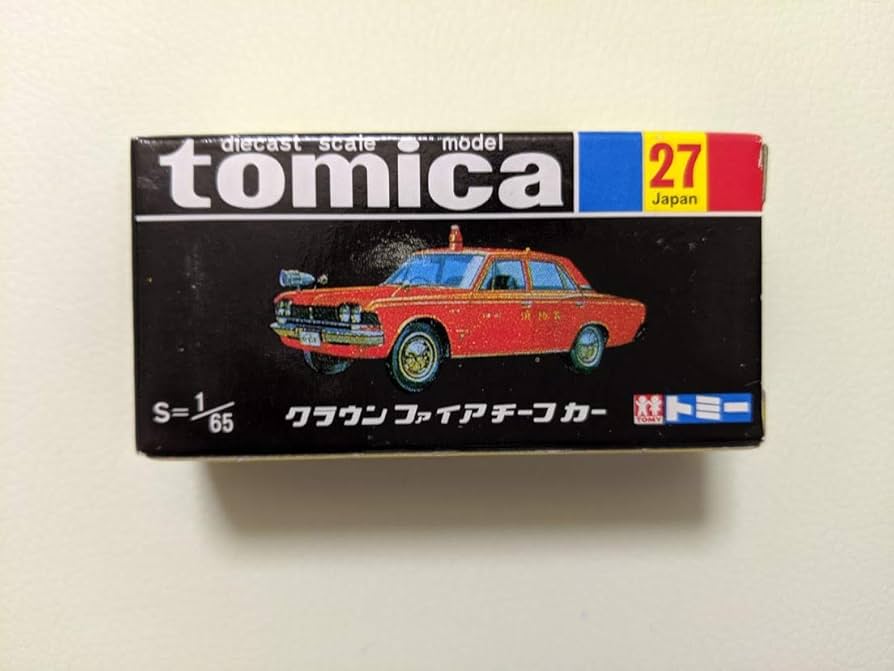 diecast scale model
tomica
27
Japan
S=1/65
クラウン ファイア チーフ カー
TOMY
トミー